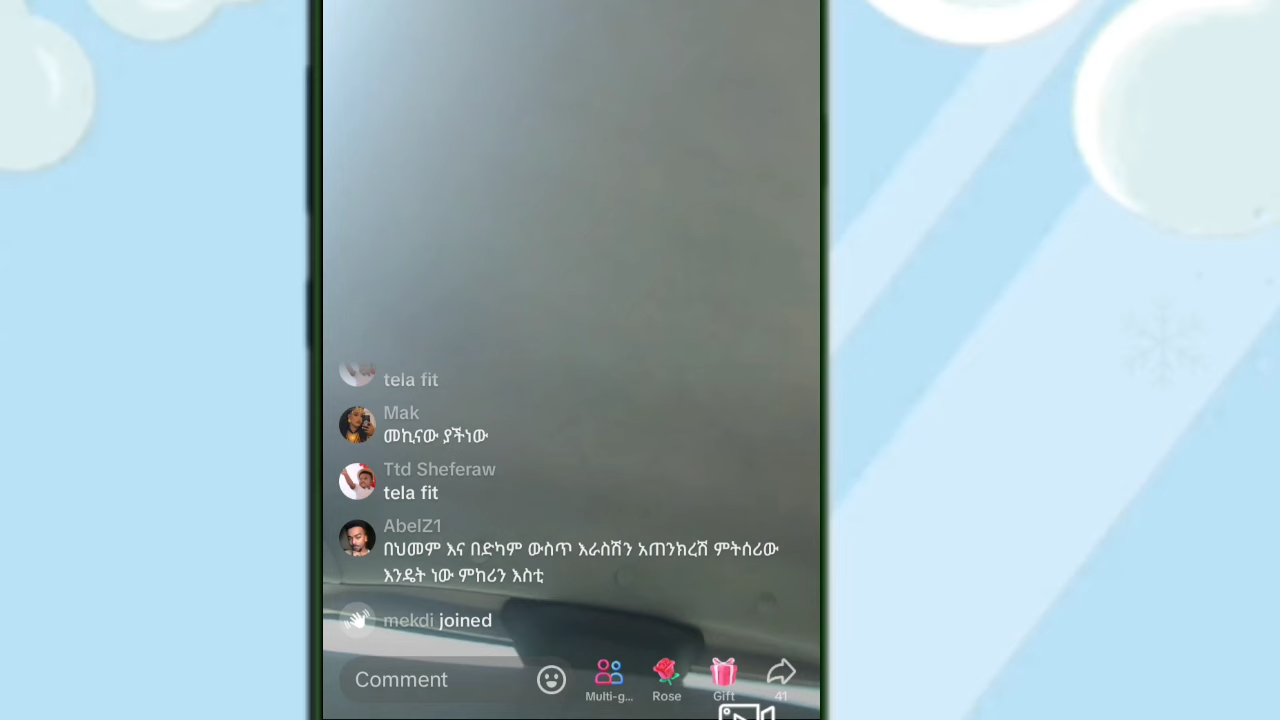 tela fit
Mak
መኪናው ያችነው
Ttd Sheferaw
tela fit
AbelZ1
በህመም እና በድካም ውስጥ እራስሽን አጠንክረሽ ምትሰሪው
እንዴት ነው ምከሪን እስቲ
mekdi joined
Comment
Multi-g...
Rose
Gift
41